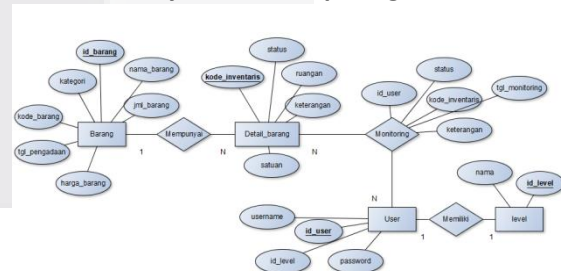 status
id_barang
kode_inventaris
ruangan
status
kategori
nama_barang
id_user
tgl_monitoring
kode_inventaris
jmli_barang
keterangan
kode_barang
keterangan
Barang
Mempunyai
Detail_barang
Monitoring
1
N
N
tgl_pengadaan
satuan
nama
id_level
harga_barang
N
username
User
Memiliki
level
id_user
1
1
id_level
password